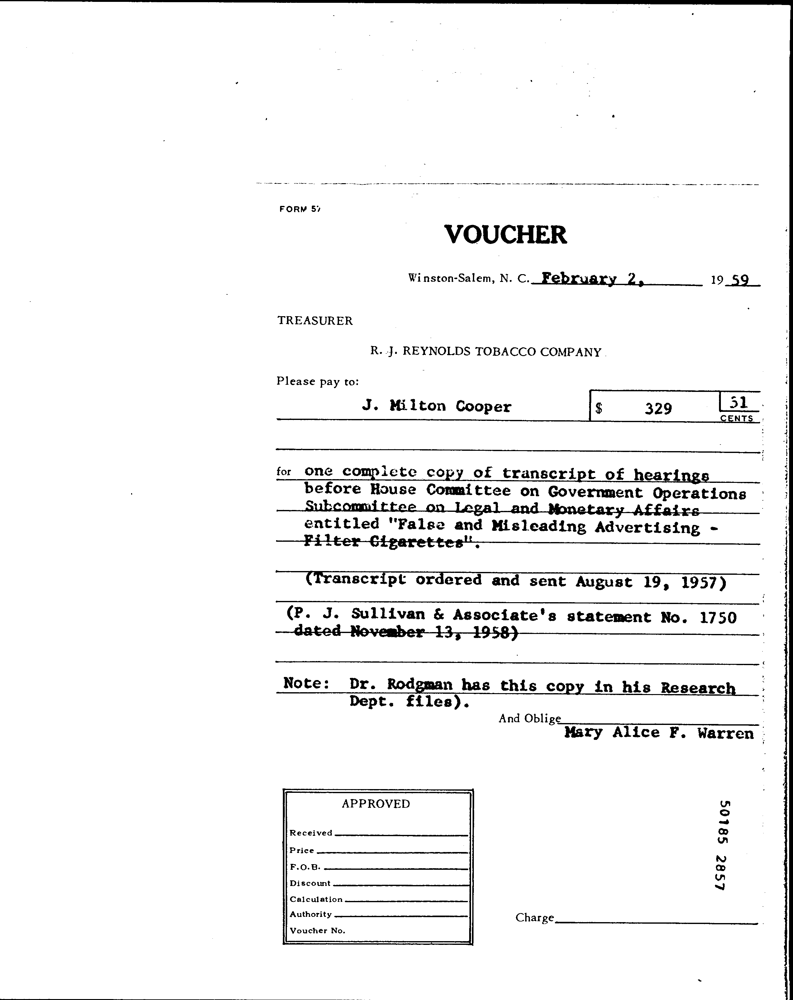 FORM 57
VOUCHER
Winston-Salem, N. C. February 2, 19 59
TREASURER
R. J. REYNOLDS TOBACCO COMPANY
Please pay to:
J. Milton Cooper $ 329 51
CENTS
for one complete copy of transcript of hearings
before House Committee on Government Operations
Subcommittee on Legal and Monetary Affairs
entitled "False and Misleading Advertising -
Filter Cigarettes".
(Transcript ordered and sent August 19, 1957)
(P. J. Sullivan & Associate's statement No. 1750
dated November 13, 1958)
Note: Dr. Rodgman has this copy in his Research
Dept. files).
And Oblige
Mary Alice F. Warren
APPROVED
Received
Price
F.O.B.
Discount
Calculation
Authority
Voucher No.
Charge
50185 2857